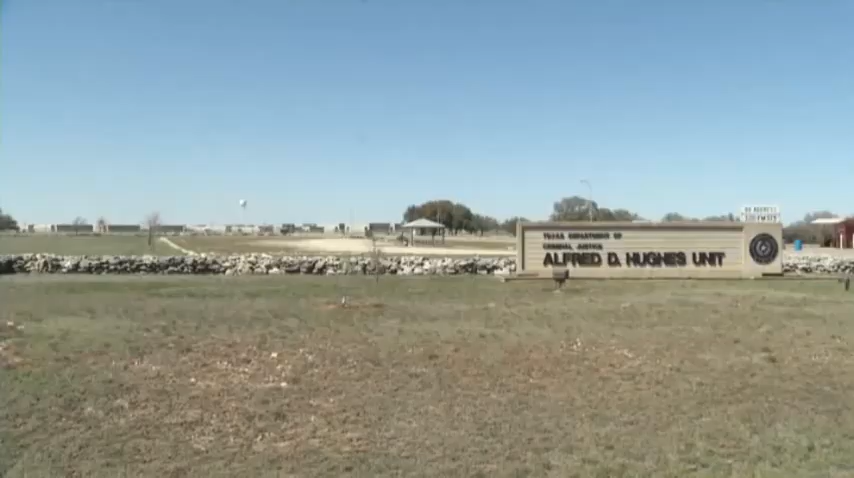 TEXAS DEPARTMENT OF
CRIMINAL JUSTICE
ALFRED D. HUGHES UNIT